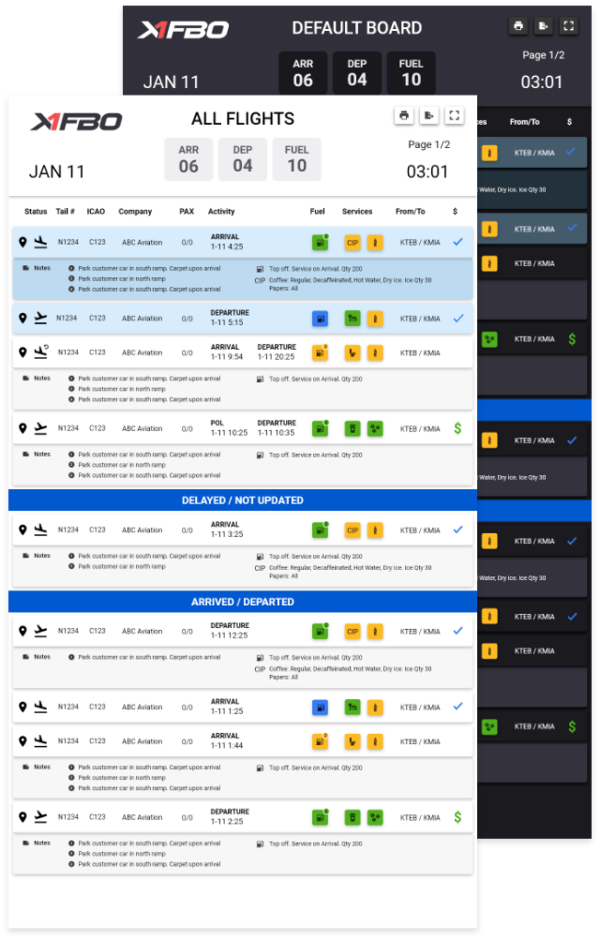 X1FBO
DEFAULT BOARD
ARR
06
DEP
04
FUEL
10
Page 1/2
JAN 11
03:01
From/To
$
KTEB / KMIA
Water, Dry ice. Ice Qty 30
KTEB / KMIA
KTEB / KMIA
KTEB / KMIA
$
KTEB / KMIA
Water, Dry ice. Ice Qty 30
KTEB / KMIA
Water, Dry ice. Ice Qty 30
KTEB / KMIA
KTEB / KMIA
KTEB / KMIA
$
X1FBO
ALL FLIGHTS
ARR
06
DEP
04
FUEL
10
Page 1/2
JAN 11
03:01
Status Tail # ICAO Company PAX Activity Fuel Services From/To $
N1234 C123 ABC Aviation 0/0 ARRIVAL CIP KTEB / KMIA
1-11 4:25
Notes Park customer car in south ramp. Carpet upon arrival Top off. Service on Arrival. Qty 200
Park customer car in north ramp CIP Coffee: Regular, Decaffeinated, Hot Water, Dry ice. Ice Qty 30
Park customer car in south ramp. Carpet upon arrival Papers: All
N1234 C123 ABC Aviation 0/0 DEPARTURE KTEB / KMIA
1-11 5:15
N1234 C123 ABC Aviation 0/0 ARRIVAL DEPARTURE KTEB / KMIA
1-11 9:54 1-11 20:25
Notes Park customer car in south ramp. Carpet upon arrival Top off. Service on Arrival. Qty 200
Park customer car in north ramp
Park customer car in south ramp. Carpet upon arrival
N1234 C123 ABC Aviation 0/0 POL DEPARTURE KTEB / KMIA $
1-11 10:25 1-11 10:35
Notes Park customer car in south ramp. Carpet upon arrival Top off. Service on Arrival. Qty 200
Park customer car in north ramp
Park customer car in south ramp. Carpet upon arrival
DELAYED / NOT UPDATED
N1234 C123 ABC Aviation 0/0 ARRIVAL CIP KTEB / KMIA
1-11 3:25
Notes Park customer car in south ramp. Carpet upon arrival Top off. Service on Arrival. Qty 200
Park customer car in north ramp CIP Coffee: Regular, Decaffeinated, Hot Water, Dry ice. Ice Qty 30
Papers: All
ARRIVED / DEPARTED
N1234 C123 ABC Aviation 0/0 DEPARTURE CIP KTEB / KMIA
1-11 12:25
Notes Park customer car in south ramp. Carpet upon arrival Top off. Service on Arrival. Qty 200
CIP Coffee: Regular, Decaffeinated, Hot Water, Dry ice. Ice Qty 30
Papers: All
N1234 C123 ABC Aviation 0/0 ARRIVAL KTEB / KMIA
1-11 1:25
N1234 C123 ABC Aviation 0/0 ARRIVAL KTEB / KMIA
1-11 1:44
Notes Park customer car in south ramp. Carpet upon arrival Top off. Service on Arrival. Qty 200
Park customer car in north ramp
Park customer car in south ramp. Carpet upon arrival
N1234 C123 ABC Aviation 0/0 DEPARTURE KTEB / KMIA $
1-11 2:25
Notes Park customer car in south ramp. Carpet upon arrival Top off. Service on Arrival. Qty 200
Park customer car in north ramp
Park customer car in south ramp. Carpet upon arrival